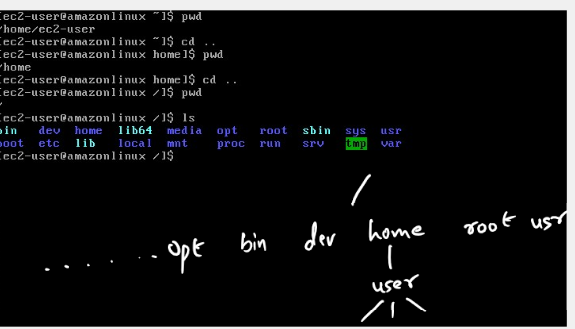 [ec2-user@amazonlinux ~]$ pwd
/home/ec2-user
[ec2-user@amazonlinux ~]$ cd ..
[ec2-user@amazonlinux home]$ pwd
/home
[ec2-user@amazonlinux home]$ cd ..
[ec2-user@amazonlinux /]$ pwd
/
[ec2-user@amazonlinux /]$ ls
bin dev home lib64 media opt root sbin sys usr
boot etc lib local mnt proc run srv tmp var
[ec2-user@amazonlinux /]$
/
...... opt bin dev home root usr
user